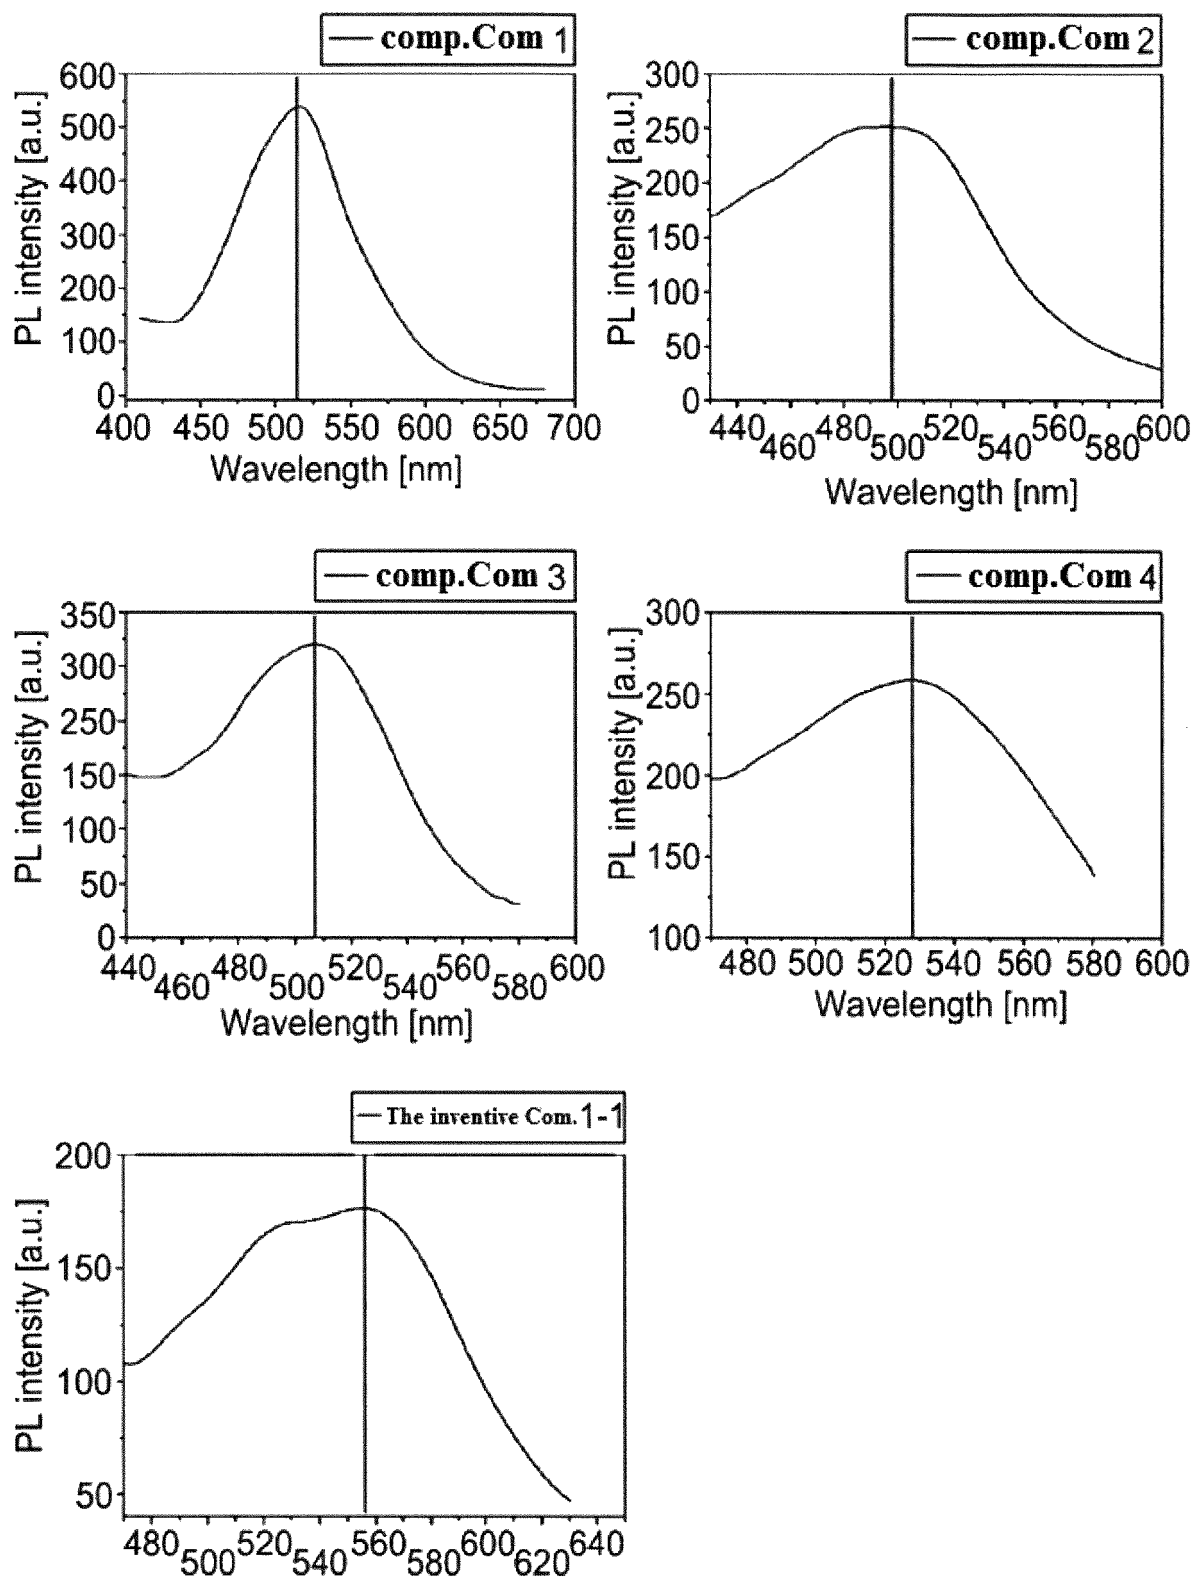 comp.Com 1
PL intensity [a.u.]
600
500
400
300
200
100
0
400 450 500 550 600 650 700
Wavelength [nm]
comp.Com 2
PL intensity [a.u.]
300
250
200
150
100
50
0
440 460 480 500 520 540 560 580 600
Wavelength [nm]
comp.Com 3
PL intensity [a.u.]
350
300
250
150
100
50
0
440 460 480 500 520 540 560 580 600
Wavelength [nm]
comp.Com 4
PL intensity [a.u.]
300
250
200
150
100
480 500 520 540 560 580 600
Wavelength [nm]
The inventive Com. 1-1
PL intensity [a.u.]
200
150
100
50
480 500 520 540 560 580 600 620 640